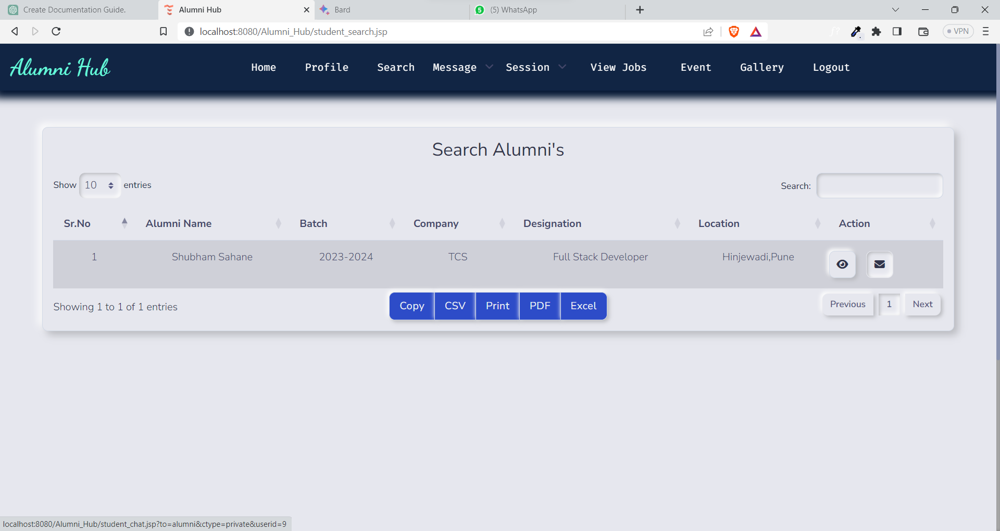 Create Documentation Guide.
Alumni Hub
Bard
5 (5) WhatsApp
localhost:8080/Alumni_Hub/student_search.jsp
VPN
Alumni Hub
Home Profile Search Message Session View Jobs Event Gallery Logout
Search Alumni's
Show 10 entries
Search:
Sr.No Alumni Name Batch Company Designation Location Action
1 Shubham Sahane 2023-2024 TCS Full Stack Developer Hinjewadi,Pune
Showing 1 to 1 of 1 entries
Copy CSV Print PDF Excel
Previous 1 Next
localhost:8080/Alumni_Hub/student_chat.jsp?to=alumni&ctype=private&userid=9